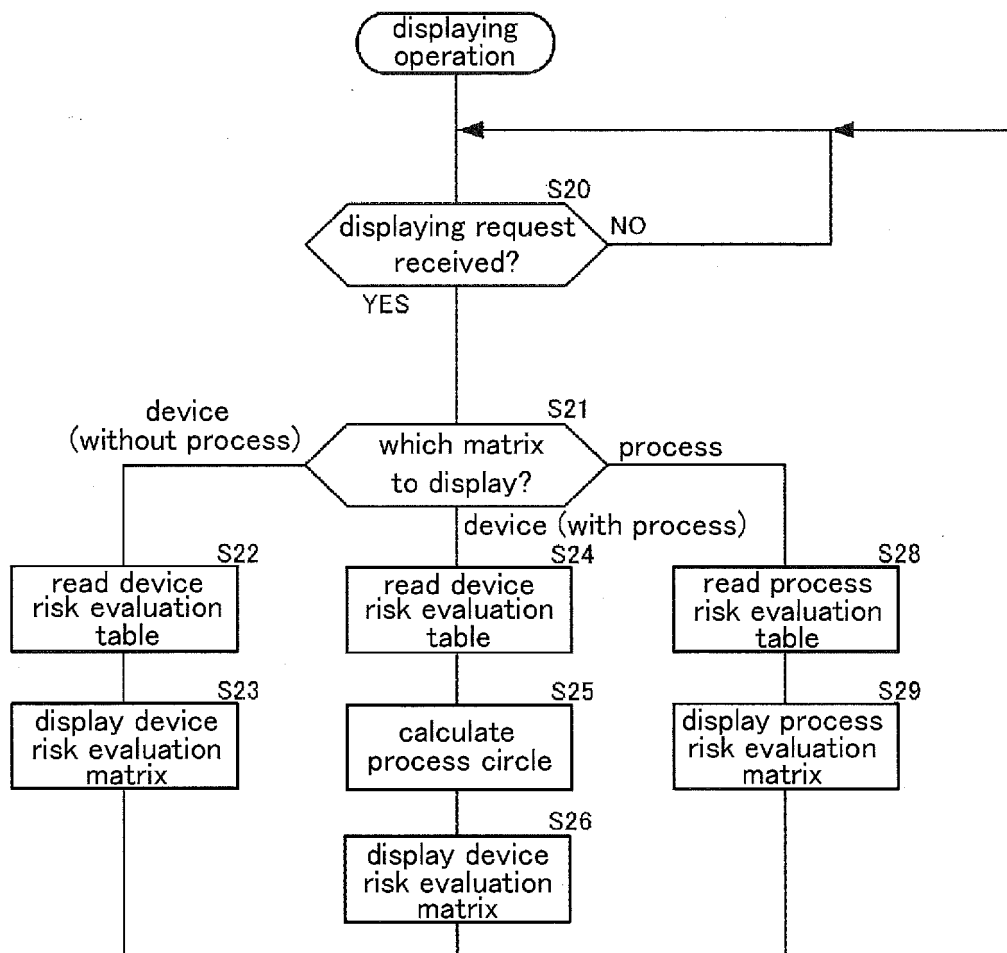 displaying
operation
S20
displaying request
received?
NO
YES
S21
device
(without process)
which matrix
to display?
process
device (with process)
S22
read device
risk evaluation
table
S24
read device
risk evaluation
table
S28
read process
risk evaluation
table
S23
display device
risk evaluation
matrix
S25
calculate
process circle
S29
display process
risk evaluation
matrix
S26
display device
risk evaluation
matrix